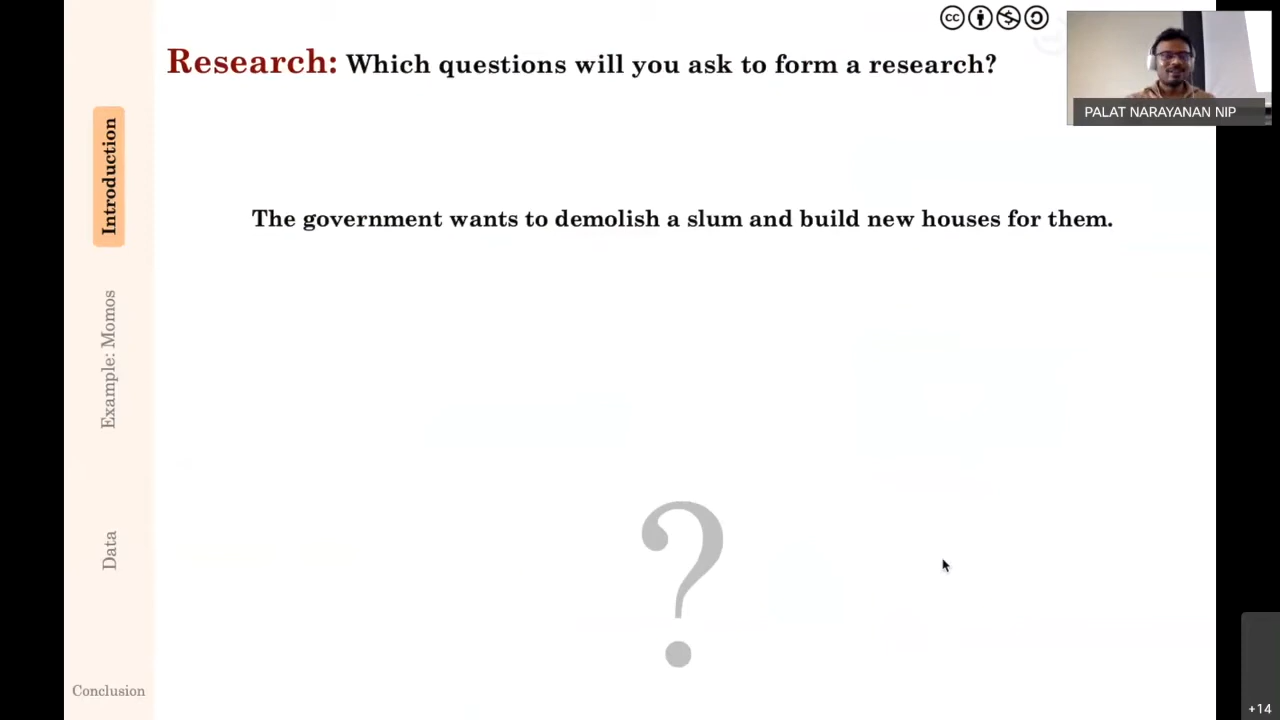 Research: Which questions will you ask to form a research?
PALAT NARAYANAN NIP
Introduction
The government wants to demolish a slum and build new houses for them.
Example: Momos
?
Data
Conclusion
+14
cc